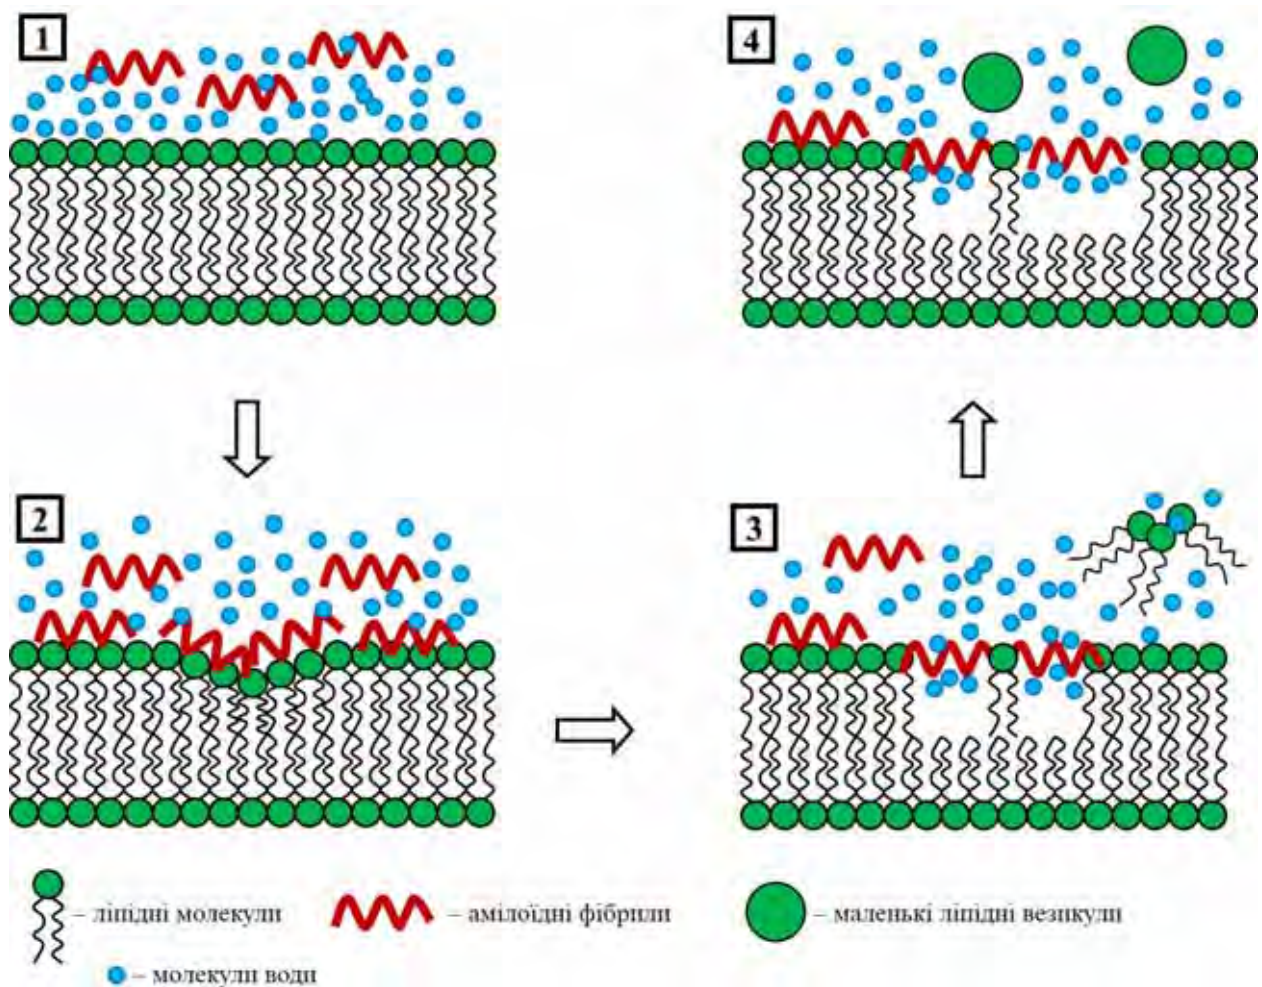 1
4
2
3
– ліпідні молекули
– амілоїдні фібрили
– маленькі ліпідні везикули
– молекули води